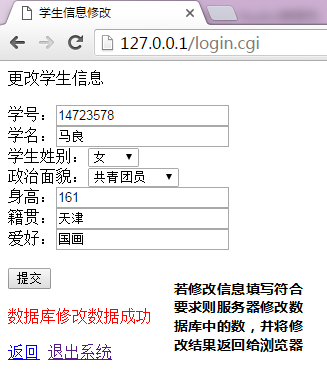 学生信息修改
127.0.0.1/login.cgi
更改学生信息
学号：14723578
学名：马良
学生姓别：女
政治面貌：共青团员
身高：161
籍贯：天津
爱好：国画
提交
数据库修改数据成功
返回 退出系统
若修改信息填写符合
要求则服务器修改数
据库中的数，并将修
改结果返回给浏览器